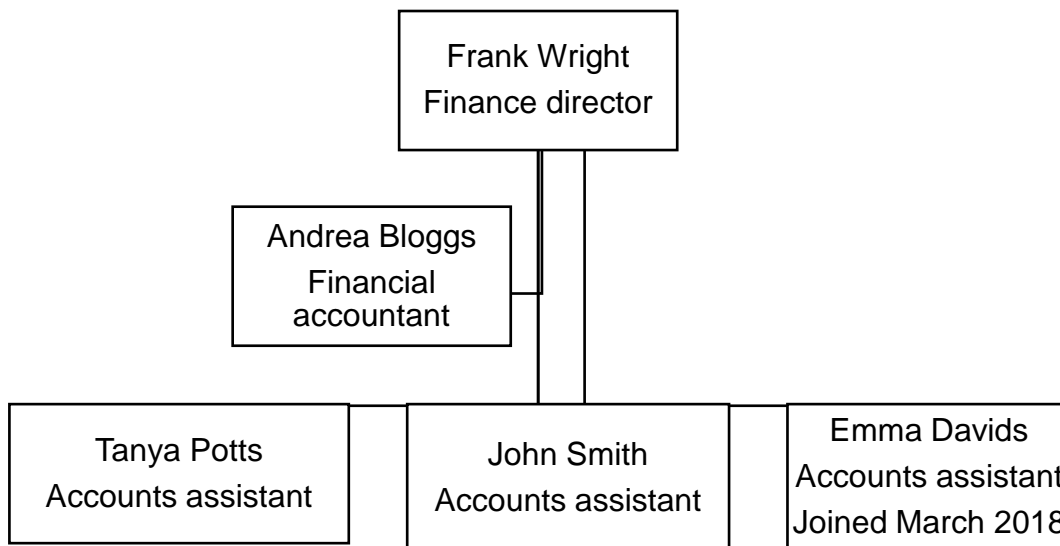 Frank Wright
Finance director
Andrea Bloggs
Financial
accountant
Tanya Potts
Accounts assistant
John Smith
Accounts assistant
Emma Davids
Accounts assistant
Joined March 2018